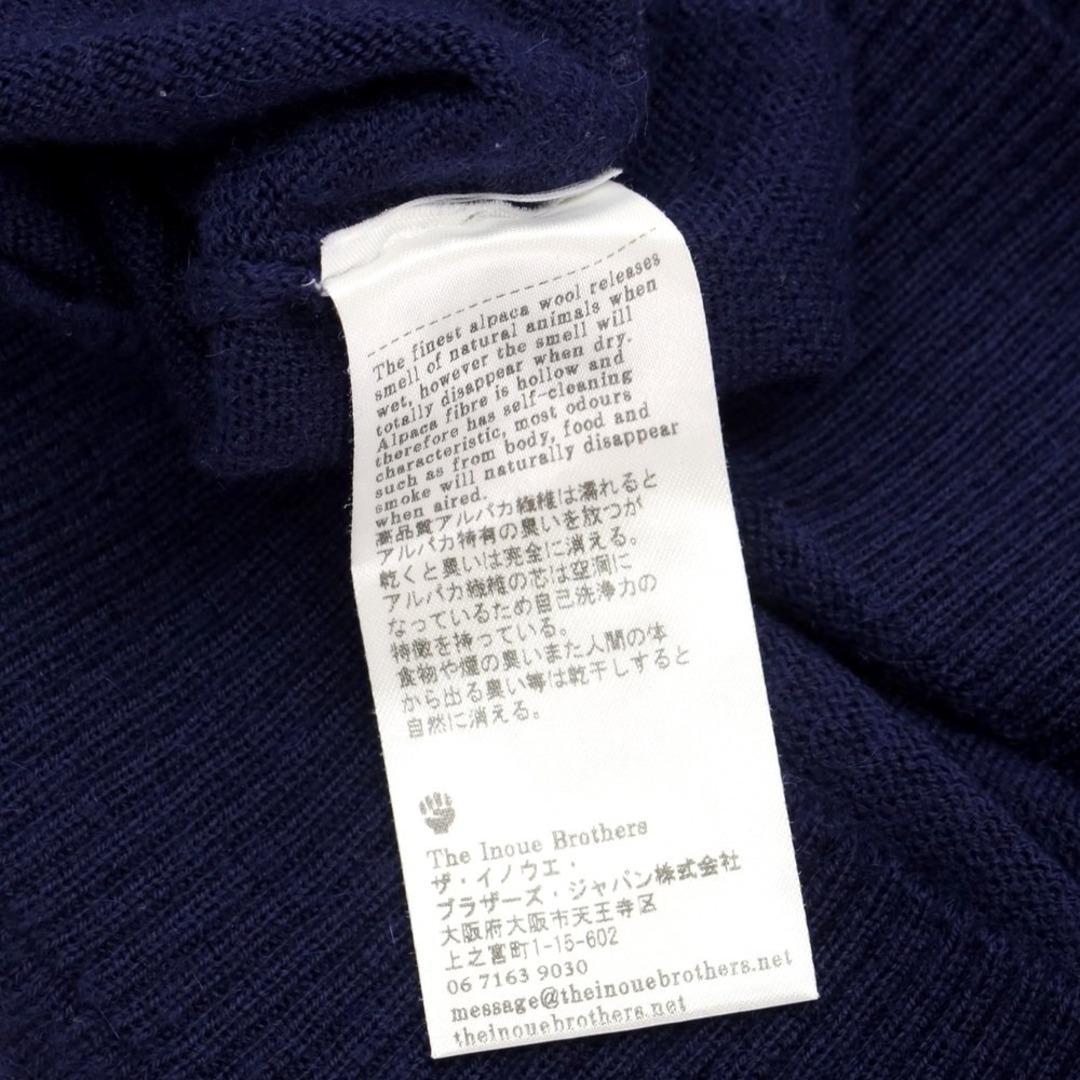 The finest alpaca wool releases
smell of natural animals when
wet, however the smell will
totally disappear when dry.
Alpaca fibre is hollow and
therefore has self-cleaning
characteristic, most odours
such as from body, food and
smoke will naturally disappear
when aired.
高品質アルパカ繊維は濡れると
アルパカ特有の臭いを放つが
乾くと臭いは完全に消える。
アルパカ繊維の芯は空洞に
なっているため自己洗浄力の
特徴を持っている。
食物や煙の臭いまた人間の体
から出る臭い等は乾干しすると
自然に消える。
The Inoue Brothers
ザ・イノウエ・
ブラザーズ・ジャパン株式会社
大阪府大阪市天王寺区
上之宮町1-15-602
06 7163 9030
message@theinouebrothers.net
theinouebrothers.net